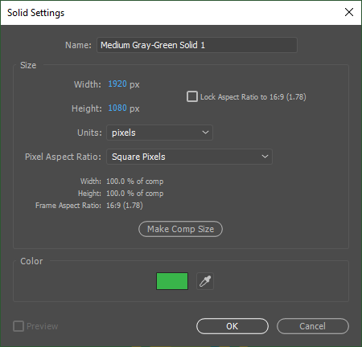 Solid Settings
Name: Medium Gray-Green Solid 1
Size
Width: 1920 px
Lock Aspect Ratio to 16:9 (1.78)
Height: 1080 px
Units: pixels
Pixel Aspect Ratio: Square Pixels
Width: 100.0 % of comp
Height: 100.0 % of comp
Frame Aspect Ratio: 16:9 (1.78)
Make Comp Size
Color
Preview
OK
Cancel